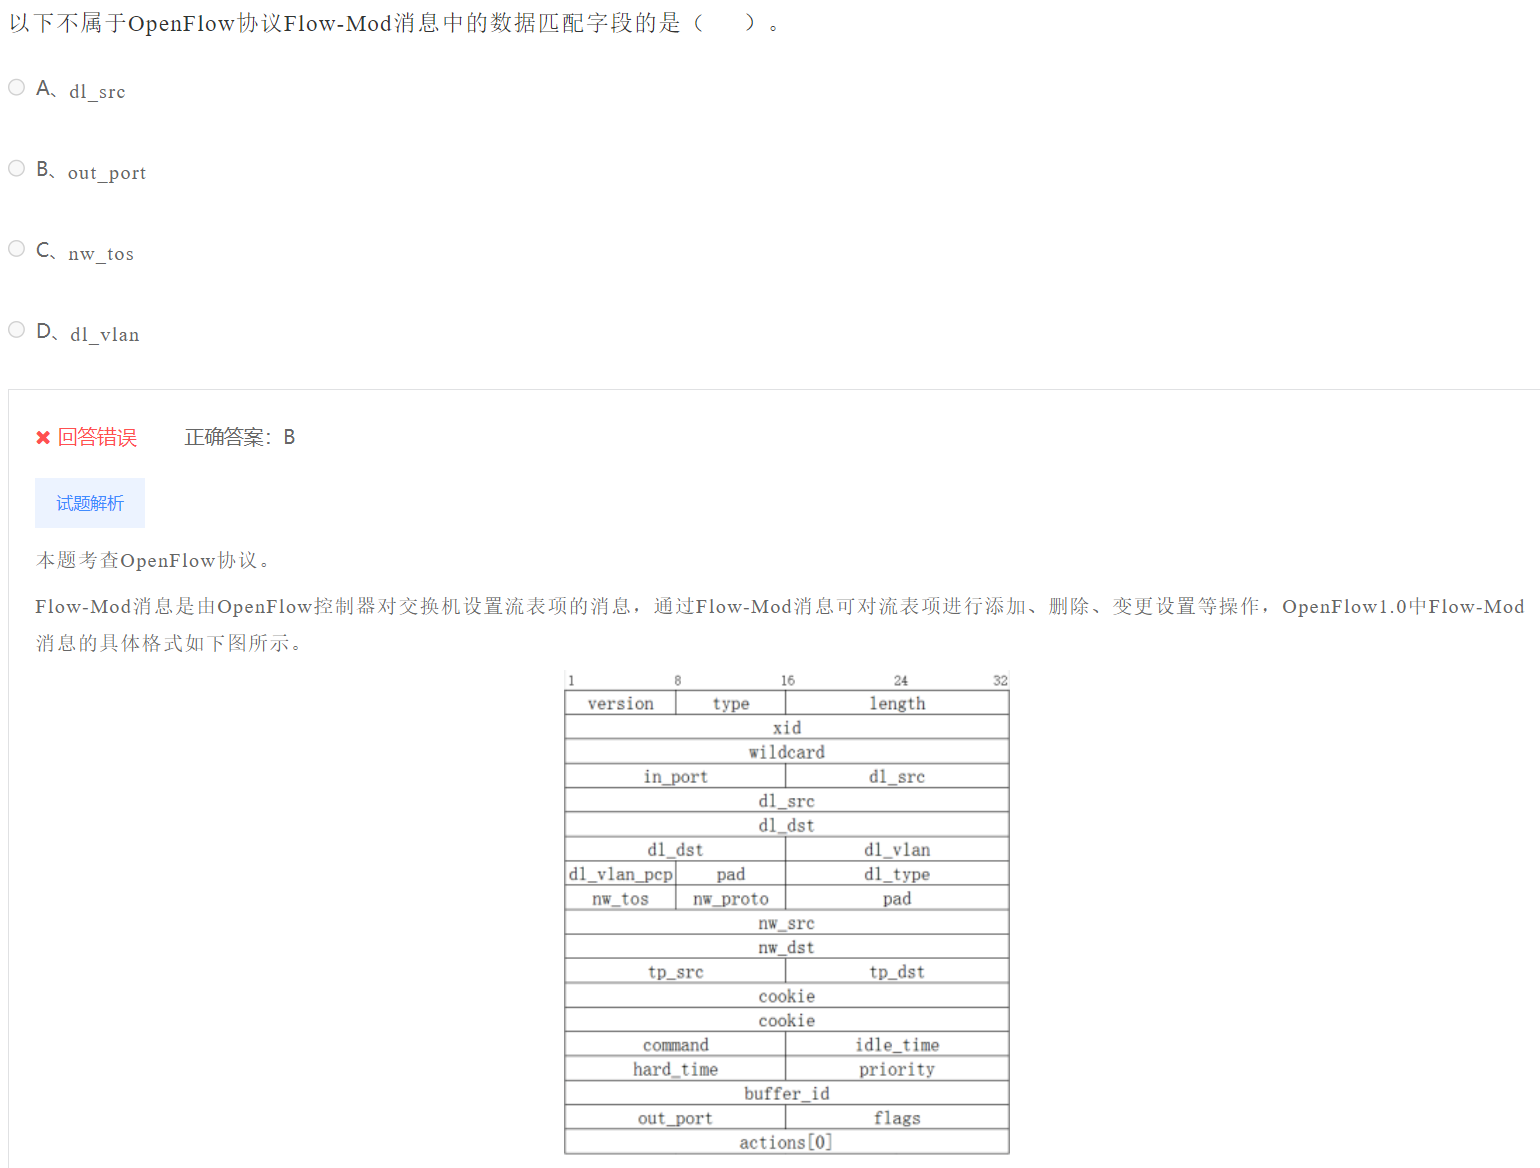 以下不属于OpenFlow协议Flow-Mod消息中的数据匹配字段的是（　　）。
A、dl_src
B、out_port
C、nw_tos
D、dl_vlan
回答错误 正确答案：B
试题解析
本题考查OpenFlow协议。
Flow-Mod消息是由OpenFlow控制器对交换机设置流表项的消息，通过Flow-Mod消息可对流表项进行添加、删除、变更设置等操作，OpenFlow1.0中Flow-Mod
消息的具体格式如下图所示。
1 8 16 24 32
version type length
xid
wildcard
in_port dl_src
dl_src
dl_dst
dl_dst dl_vlan
dl_vlan_pcp pad dl_type
nw_tos nw_proto pad
nw_src
nw_dst
tp_src tp_dst
cookie
cookie
command idle_time
hard_time priority
buffer_id
out_port flags
actions[0]